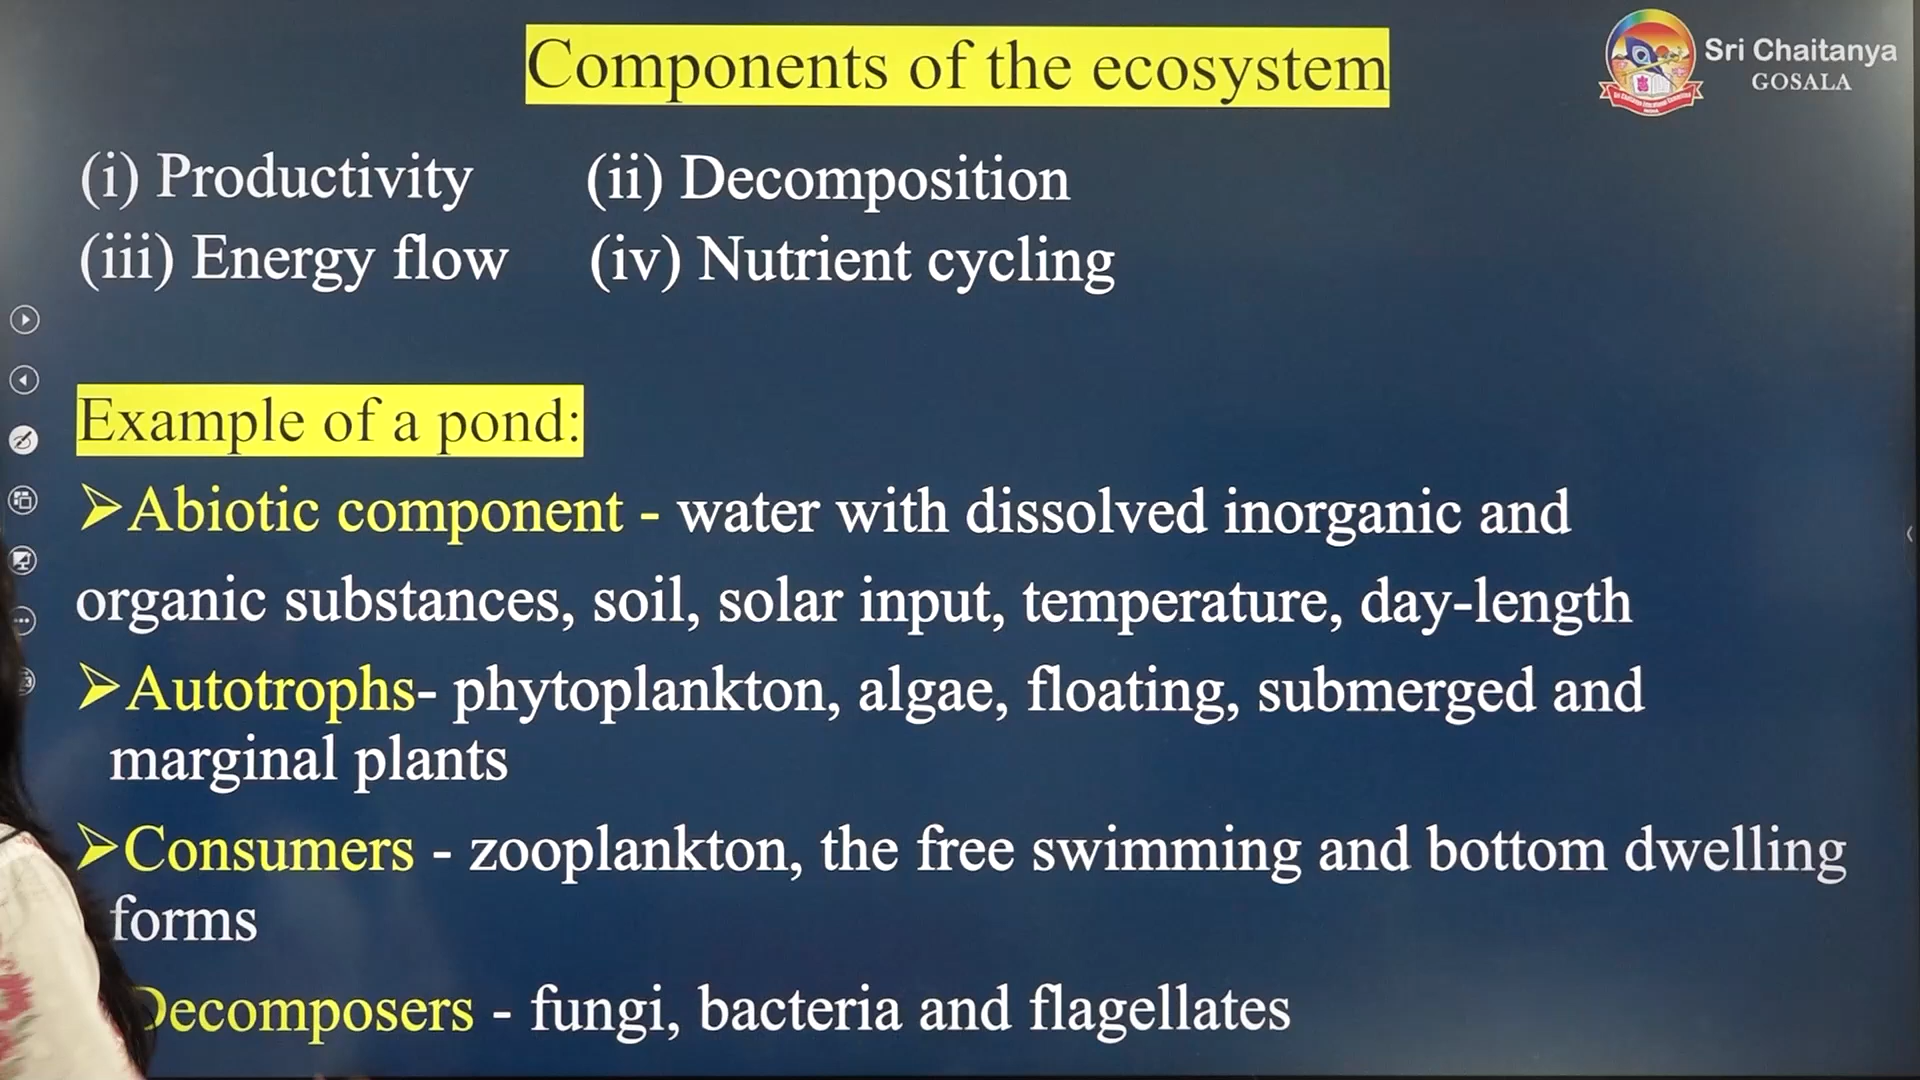 Components of the ecosystem
Sri Chaitanya
GOSALA
(i) Productivity (ii) Decomposition
(iii) Energy flow (iv) Nutrient cycling
Example of a pond:
➢Abiotic component - water with dissolved inorganic and
organic substances, soil, solar input, temperature, day-length
➢Autotrophs- phytoplankton, algae, floating, submerged and
marginal plants
➢Consumers - zooplankton, the free swimming and bottom dwelling
forms
Decomposers - fungi, bacteria and flagellates